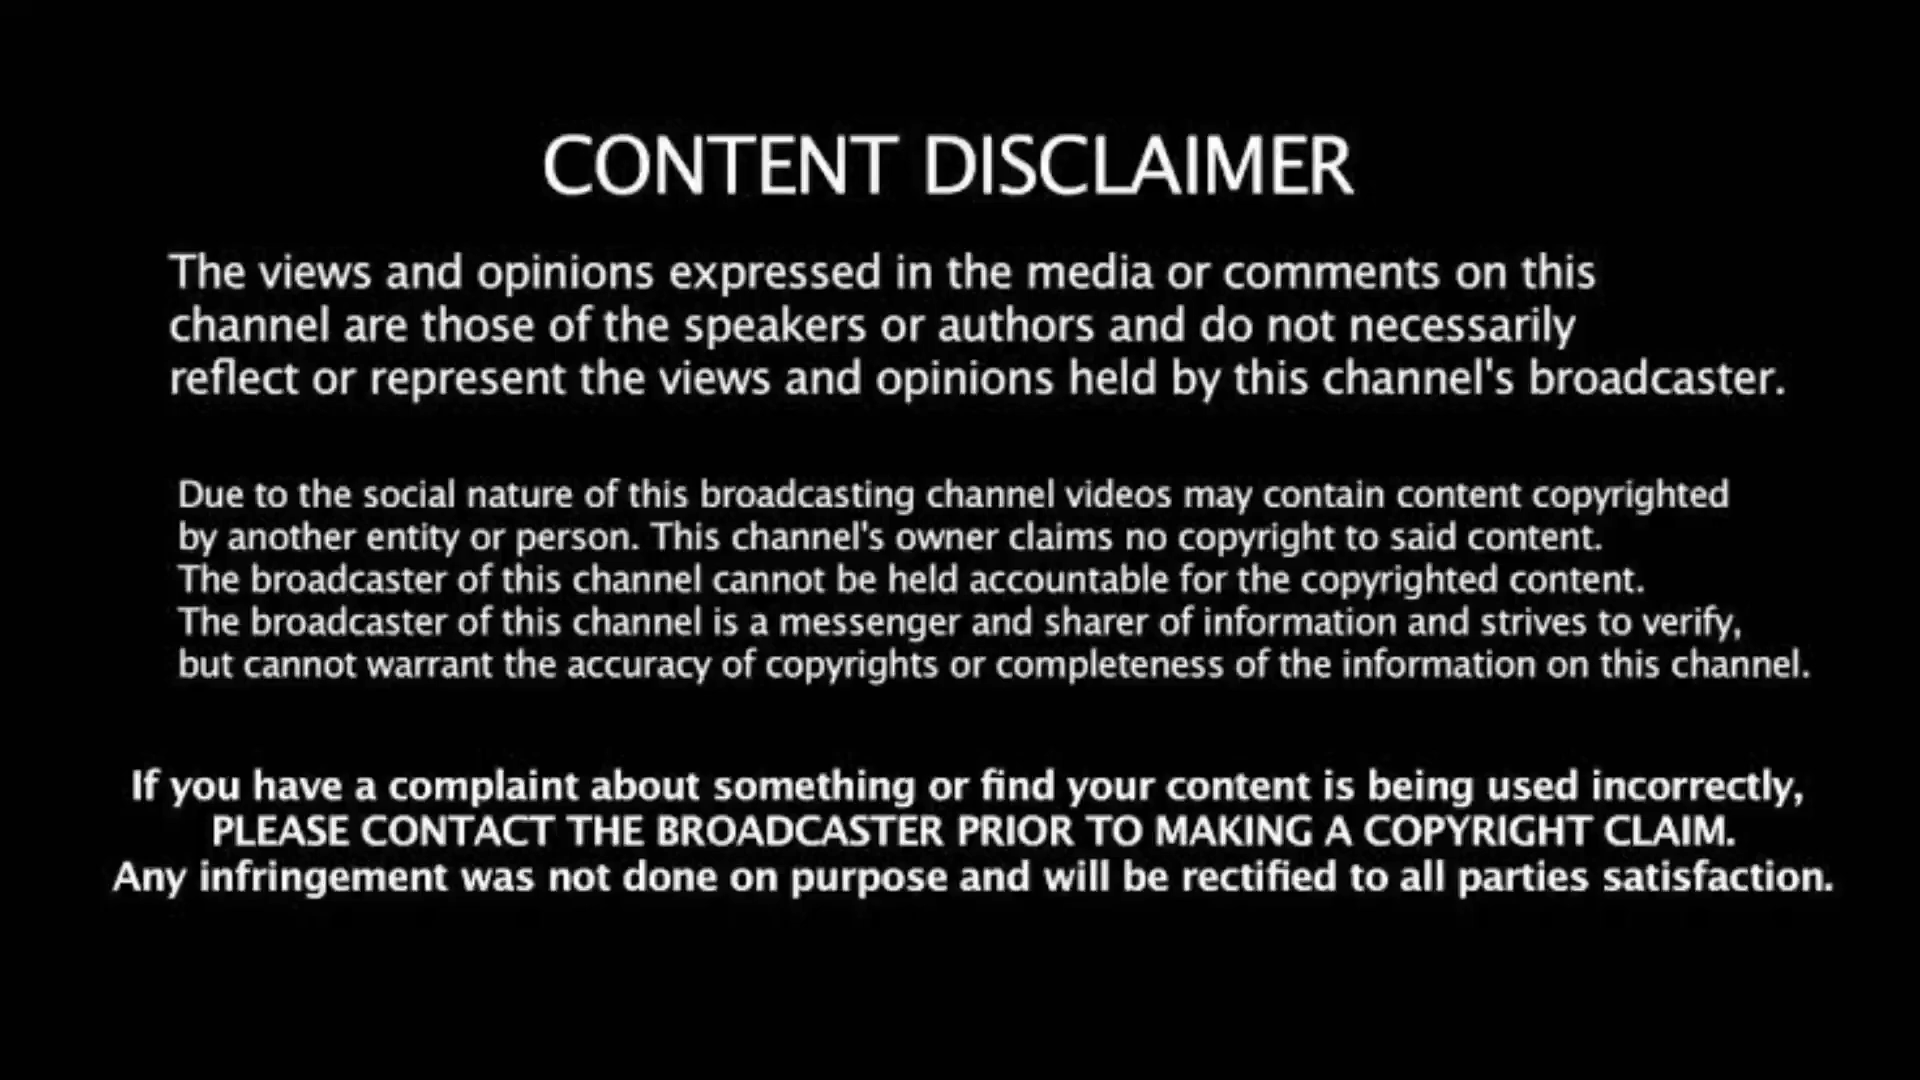 CONTENT DISCLAIMER
The views and opinions expressed in the media or comments on this
channel are those of the speakers or authors and do not necessarily
reflect or represent the views and opinions held by this channel's broadcaster.
Due to the social nature of this broadcasting channel videos may contain content copyrighted
by another entity or person. This channel's owner claims no copyright to said content.
The broadcaster of this channel cannot be held accountable for the copyrighted content.
The broadcaster of this channel is a messenger and sharer of information and strives to verify,
but cannot warrant the accuracy of copyrights or completeness of the information on this channel.
If you have a complaint about something or find your content is being used incorrectly,
PLEASE CONTACT THE BROADCASTER PRIOR TO MAKING A COPYRIGHT CLAIM.
Any infringement was not done on purpose and will be rectified to all parties satisfaction.